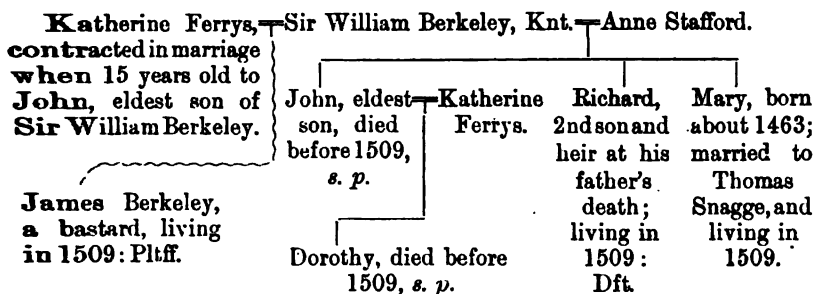 Katherine Ferrys, Sir William Berkeley, Knt. Anne Stafford.
contracted in marriage
when 15 years old to
John, eldest son of
Sir William Berkeley.
John, eldest
son, died
before 1509,
s. p.
Katherine
Ferrys.
Richard,
2nd son and
heir at his
father's
death;
living in
1509 :
Dft.
Mary, born
about 1463;
married to
Thomas
Snagge, and
living in
1509.
James Berkeley,
a bastard, living
in 1509 : Pltff.
Dorothy, died before
1509, s. p.